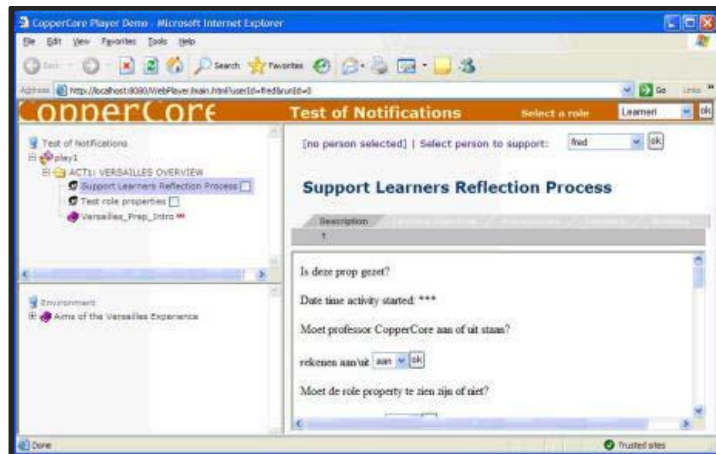 CopperCore Player Demo - Microsoft Internet Explorer
File Edit View Favorites Tools Help
Search Favorites
Address http://localhost:8080/WebPlayer/main.html?userId=fred&runId=0 Go Links
COPPERCORE Test of Notifications Select a role Learneri ok
Test of Notifications
play1
ACT1: VERSAILLES OVERVIEW
Support Learners Reflection Process
Test role properties
Versailles_Prep_Intro
Environment
Aims of the Versailles Experience
[no person selected] | Select person to support: fred ok
Support Learners Reflection Process
Description
1
Is deze prop gezet?
Date time activity started: ***
Moet professor CopperCore aan of uit staan?
rekenen aan/uit aan ok
Moet de role property te zien zijn of niet?
Done Trusted sites